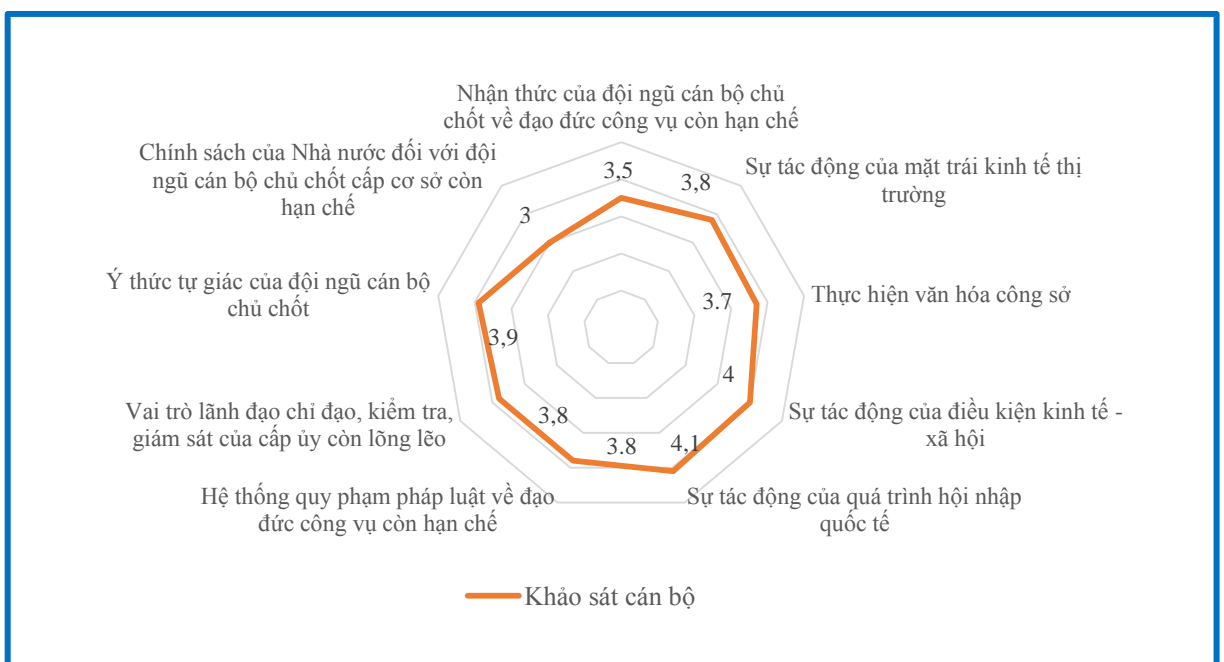 Nhận thức của đội ngũ cán bộ chủ
chốt về đạo đức công vụ còn hạn chế
Chính sách của Nhà nước đối với đội
ngũ cán bộ chủ chốt cấp cơ sở còn
hạn chế
Sự tác động của mặt trái kinh tế thị
trường
3,5
3,8
3
Ý thức tự giác của đội ngũ cán bộ
chủ chốt
Thực hiện văn hóa công sở
3.7
3,9
4
Vai trò lãnh đạo chỉ đạo, kiểm tra,
giám sát của cấp ủy còn lõng lẽo
Sự tác động của điều kiện kinh tế -
xã hội
3,8
3.8
4,1
Hệ thống quy phạm pháp luật về đạo
đức công vụ còn hạn chế
Sự tác động của quá trình hội nhập
quốc tế
Khảo sát cán bộ